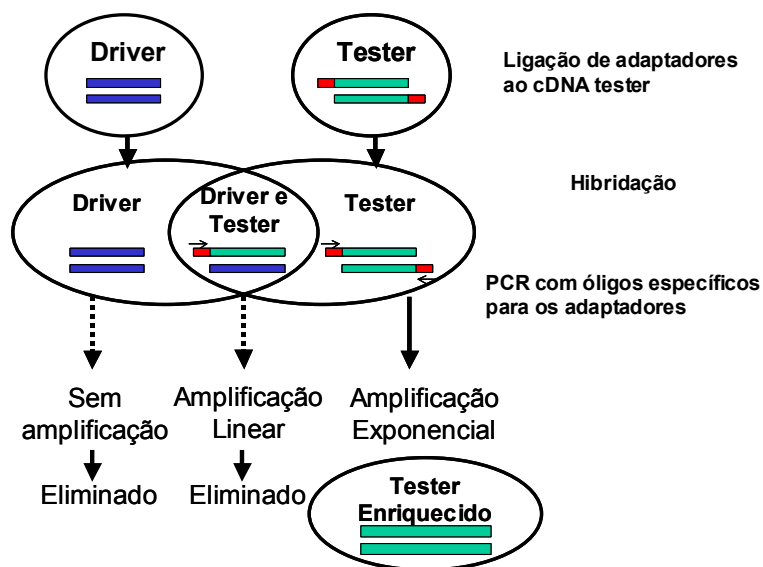 Driver
Tester
Ligação de adaptadores
ao cDNA tester
Driver
Driver e
Tester
Tester
Hibridação
PCR com óligos específicos
para os adaptadores
Sem
amplificação
Amplificação
Linear
Amplificação
Exponencial
Eliminado
Eliminado
Tester
Enriquecido